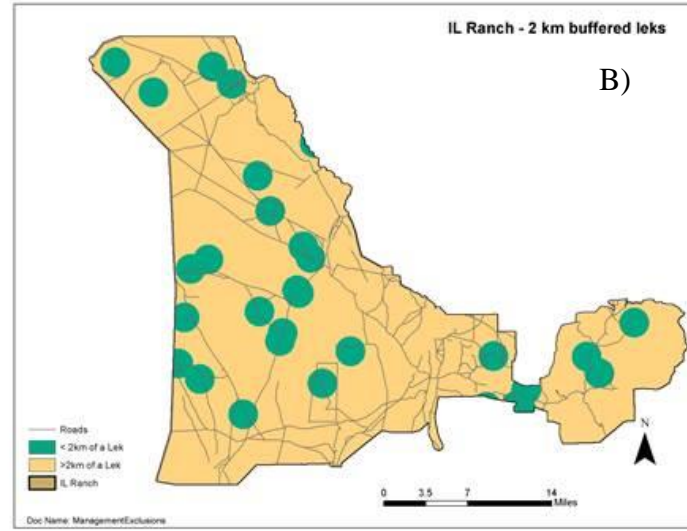 IL Ranch - 2 km buffered leks
B)
Roads
< 2km of a Lek
>2km of a Lek
IL Ranch
N
0 3.5 7 14
Miles
Doc Name: ManagementExclusions